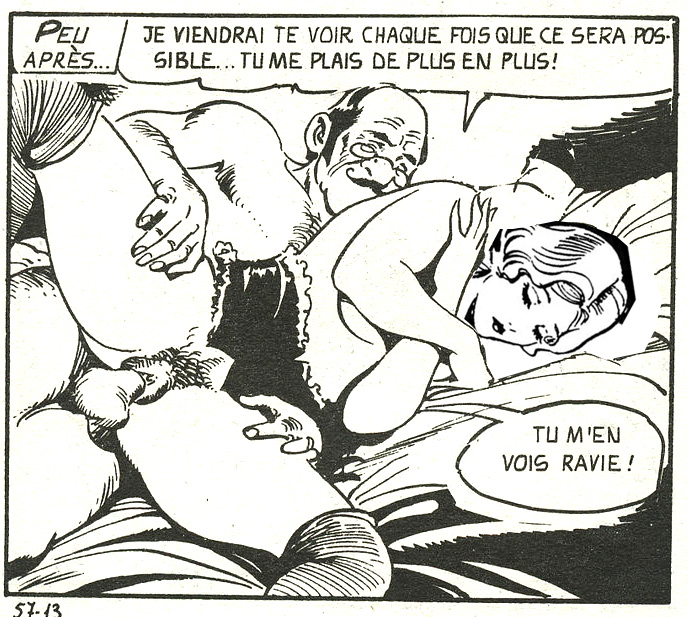 PEU
APRÈS...
JE VIENDRAI TE VOIR CHAQUE FOIS QUE CE SERA POS-
SIBLE... TU ME PLAIS DE PLUS EN PLUS!
TU M'EN
VOIS RAVIE!
57-13